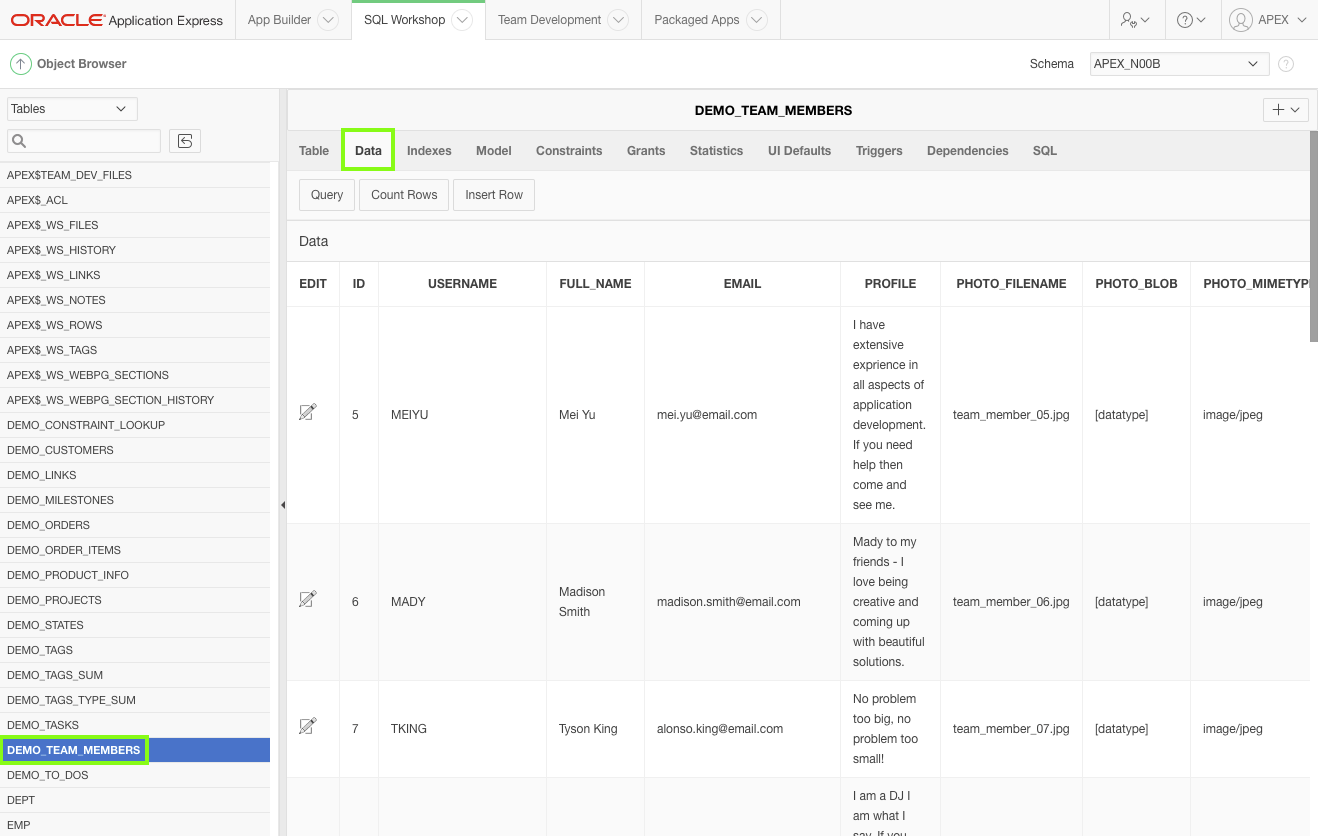 ORACLE Application Express App Builder SQL Workshop Team Development Packaged Apps ? APEX
Object Browser Schema APEX_N00B ?
Tables
DEMO_TEAM_MEMBERS
Table Data Indexes Model Constraints Grants Statistics UI Defaults Triggers Dependencies SQL
Query Count Rows Insert Row
Data
EDIT ID USERNAME FULL_NAME EMAIL PROFILE PHOTO_FILENAME PHOTO_BLOB PHOTO_MIMETYP
5 MEIYU Mei Yu mei.yu@email.com
I have
extensive
exprience in
all aspects of
application
development.
If you need
help then
come and
see me.
team_member_05.jpg [datatype] image/jpeg
6 MADY
Madison
Smith
madison.smith@email.com
Mady to my
friends - I
love being
creative and
coming up
with beautiful
solutions.
team_member_06.jpg [datatype] image/jpeg
7 TKING Tyson King alonso.king@email.com
No problem
too big, no
problem too
small!
team_member_07.jpg [datatype] image/jpeg
I am a DJ I
am what I
say. If you
APEX$TEAM_DEV_FILES
APEX$_ACL
APEX$_WS_FILES
APEX$_WS_HISTORY
APEX$_WS_LINKS
APEX$_WS_NOTES
APEX$_WS_ROWS
APEX$_WS_TAGS
APEX$_WS_WEBPG_SECTIONS
APEX$_WS_WEBPG_SECTION_HISTORY
DEMO_CONSTRAINT_LOOKUP
DEMO_CUSTOMERS
DEMO_LINKS
DEMO_MILESTONES
DEMO_ORDERS
DEMO_ORDER_ITEMS
DEMO_PRODUCT_INFO
DEMO_PROJECTS
DEMO_STATES
DEMO_TAGS
DEMO_TAGS_SUM
DEMO_TAGS_TYPE_SUM
DEMO_TASKS
DEMO_TEAM_MEMBERS
DEMO_TO_DOS
DEPT
EMP